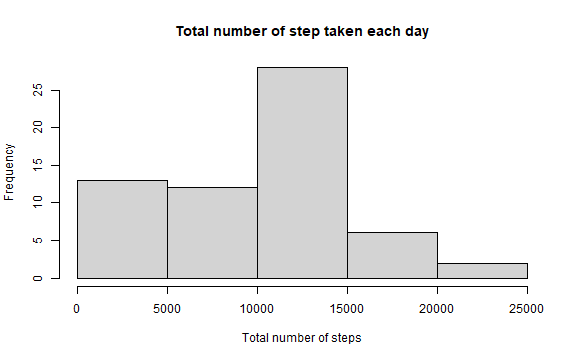 Total number of step taken each day
Frequency
25
20
15
10
5
0
0 5000 10000 15000 20000 25000
Total number of steps